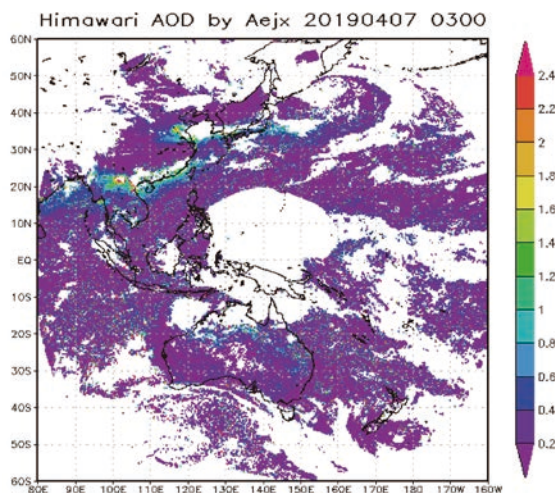 Himawari AOD by Aejx 20190407 0300
60N
50N
40N
30N
20N
10N
EQ
10S
20S
30S
40S
50S
60S
80E 90E 100E 110E 120E 130E 140E 150E 160E 170E 180 170W 160W
2.4
2.2
2
1.8
1.6
1.4
1.2
1
0.8
0.6
0.4
0.2